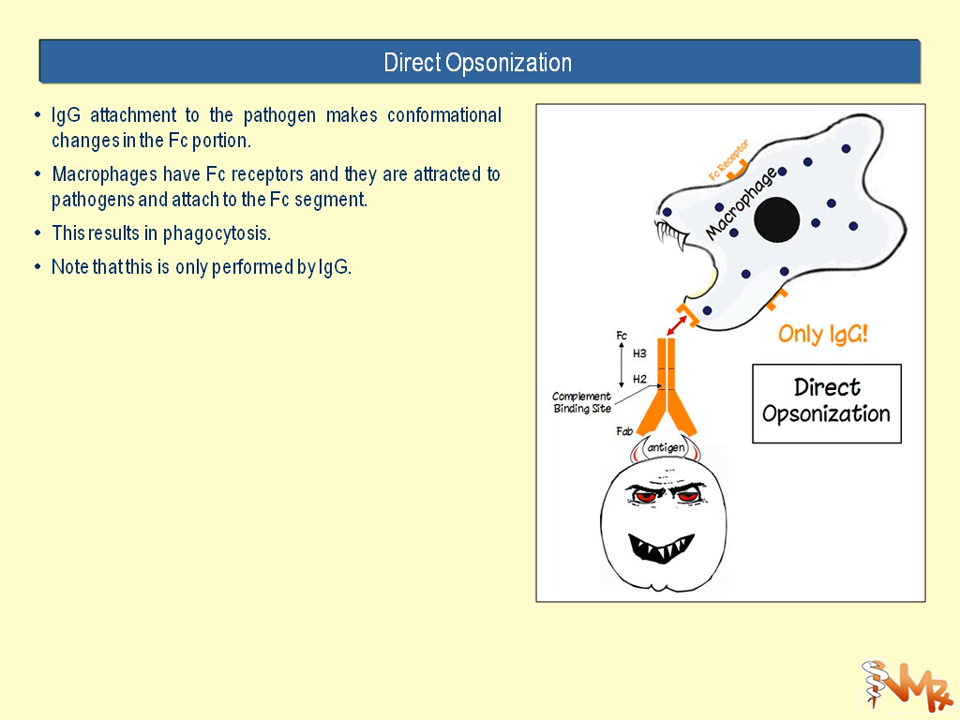 Direct Opsonization
• IgG attachment to the pathogen makes conformational
changes in the Fc portion.
• Macrophages have Fc receptors and they are attracted to
pathogens and attach to the Fc segment.
• This results in phagocytosis.
• Note that this is only performed by IgG.
Fc Receptor
Macrophage
Only IgG!
Fc
H3
H2
Complement
Binding Site
Direct
Opsonization
Fab
antigen
VMRx